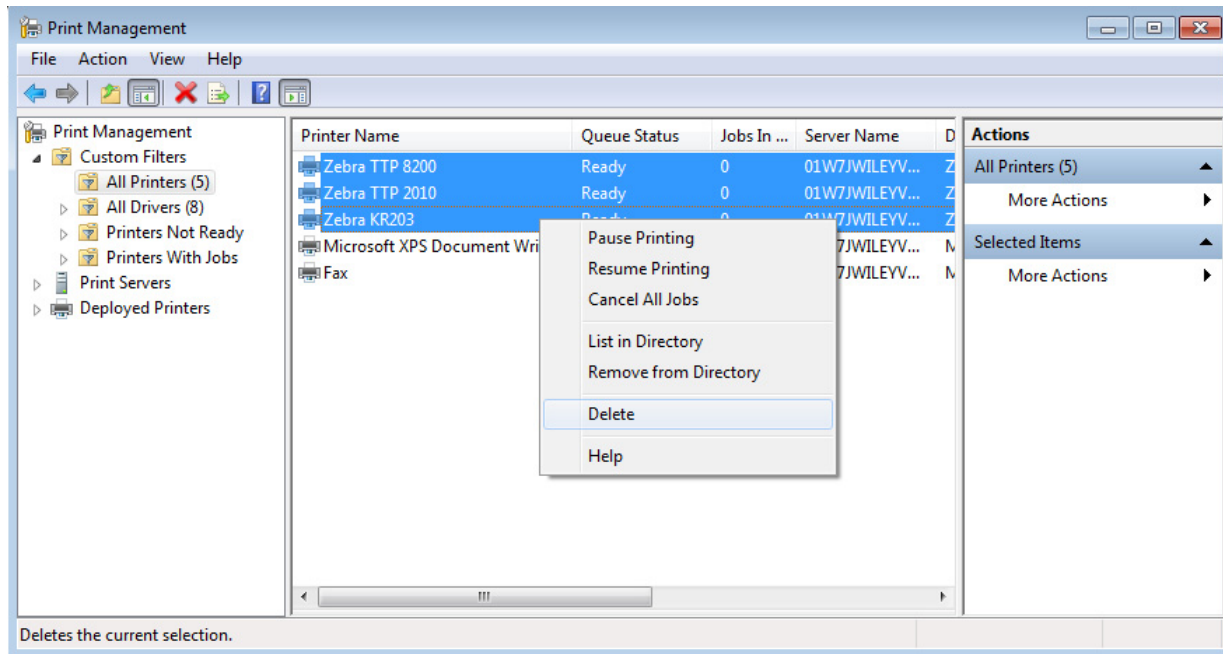 Print Management
File Action View Help
Print Management
Custom Filters
All Printers (5)
All Drivers (8)
Printers Not Ready
Printers With Jobs
Print Servers
Deployed Printers
Printer Name Queue Status Jobs In ... Server Name D
Zebra TTP 8200 Ready 0 01W7JWILEYV... Z
Zebra TTP 2010 Ready 0 01W7JWILEYV... Z
Zebra KR203 Ready 0 01W7JWILEYV... Z
Microsoft XPS Document Wri 7JWILEYV... M
Fax 7JWILEYV... M
Pause Printing
Resume Printing
Cancel All Jobs
List in Directory
Remove from Directory
Delete
Help
Actions
All Printers (5)
More Actions
Selected Items
More Actions
Deletes the current selection.